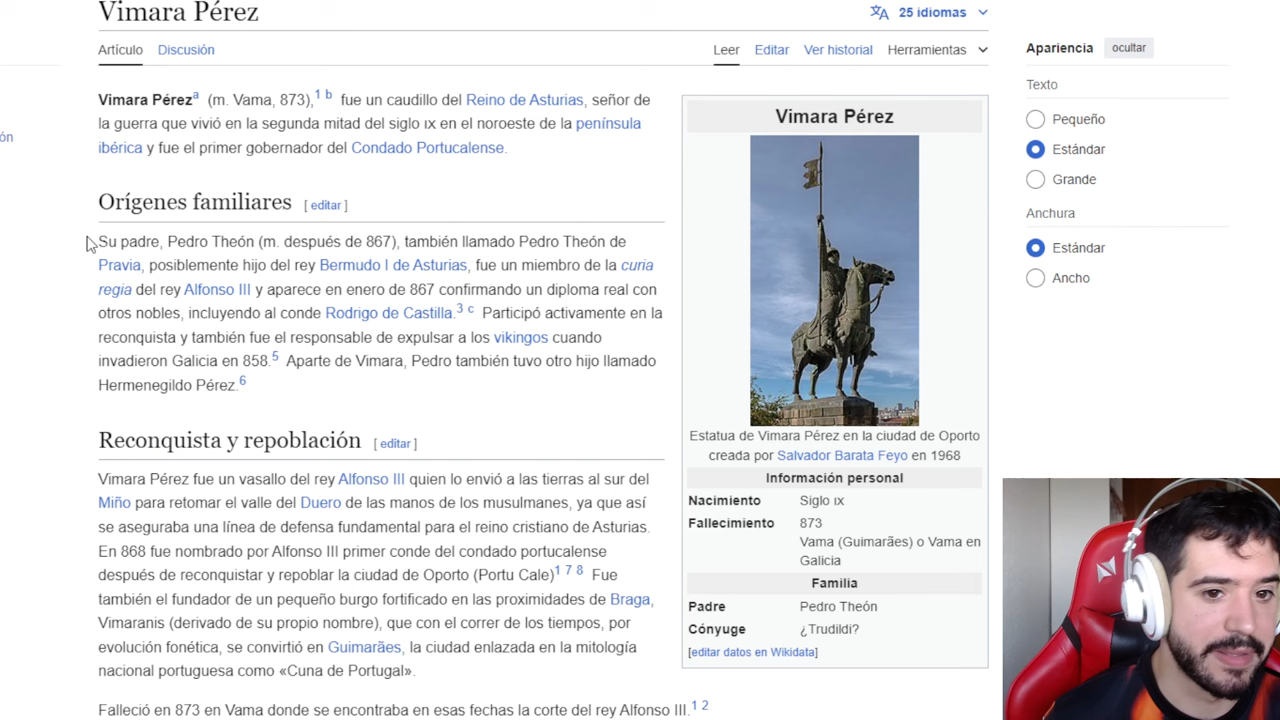 Vimara Pérez
25 idiomas
Artículo Discusión Leer Editar Ver historial Herramientas
Vimara Pérezᵃ (m. Vama, 873),¹ ᵇ fue un caudillo del Reino de Asturias, señor de
la guerra que vivió en la segunda mitad del siglo IX en el noroeste de la península
ibérica y fue el primer gobernador del Condado Portucalense.
Orígenes familiares [ editar ]
Su padre, Pedro Theón (m. después de 867), también llamado Pedro Theón de
Pravia, posiblemente hijo del rey Bermudo I de Asturias, fue un miembro de la curia
regia del rey Alfonso III y aparece en enero de 867 confirmando un diploma real con
otros nobles, incluyendo al conde Rodrigo de Castilla.³ ᶜ Participó activamente en la
reconquista y también fue el responsable de expulsar a los vikingos cuando
invadieron Galicia en 858.⁵ Aparte de Vimara, Pedro también tuvo otro hijo llamado
Hermenegildo Pérez.⁶
Reconquista y repoblación [ editar ]
Vimara Pérez fue un vasallo del rey Alfonso III quien lo envió a las tierras al sur del
Miño para retomar el valle del Duero de las manos de los musulmanes, ya que así
se aseguraba una línea de defensa fundamental para el reino cristiano de Asturias.
En 868 fue nombrado por Alfonso III primer conde del condado portucalense
después de reconquistar y repoblar la ciudad de Oporto (Portu Cale)¹ ⁷ ⁸ Fue
también el fundador de un pequeño burgo fortificado en las proximidades de Braga,
Vimaranis (derivado de su propio nombre), que con el correr de los tiempos, por
evolución fonética, se convirtió en Guimarães, la ciudad enlazada en la mitología
nacional portuguesa como «Cuna de Portugal».
Falleció en 873 en Vama donde se encontraba en esas fechas la corte del rey Alfonso III.¹ ²
Vimara Pérez
Estatua de Vimara Pérez en la ciudad de Oporto
creada por Salvador Barata Feyo en 1968
Información personal
Nacimiento Siglo IX
Fallecimiento 873
Vama (Guimarães) o Vama en
Galicia
Familia
Padre Pedro Theón
Cónyuge ¿Trudildi?
[editar datos en Wikidata]
Apariencia ocultar
Texto
Pequeño
Estándar
Grande
Anchura
Estándar
Ancho
ón